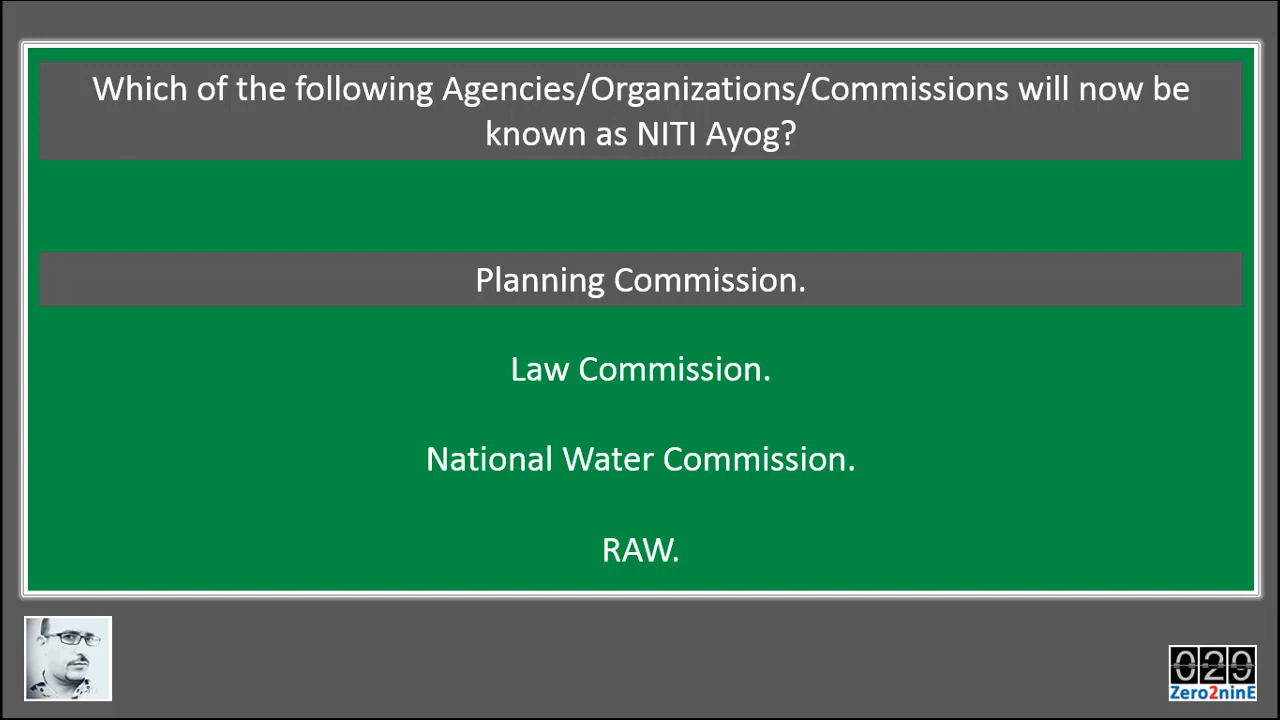 Which of the following Agencies/Organizations/Commissions will now be
known as NITI Ayog?
Planning Commission.
Law Commission.
National Water Commission.
RAW.
029
Zero2ninE